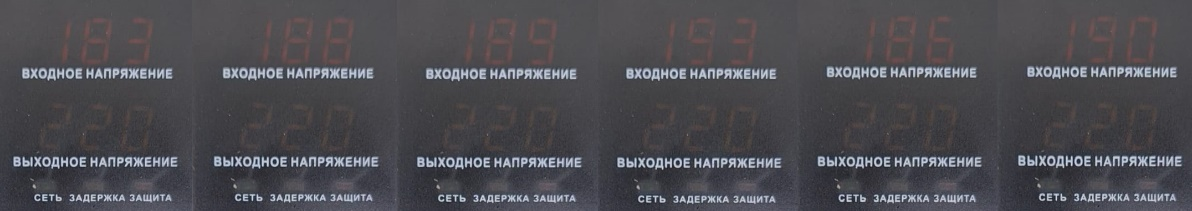 183 188 189 193 186 190
ВХОДНОЕ НАПРЯЖЕНИЕ ВХОДНОЕ НАПРЯЖЕНИЕ ВХОДНОЕ НАПРЯЖЕНИЕ ВХОДНОЕ НАПРЯЖЕНИЕ ВХОДНОЕ НАПРЯЖЕНИЕ ВХОДНОЕ НАПРЯЖЕНИЕ
220 220 220 220 220 220
ВЫХОДНОЕ НАПРЯЖЕНИЕ ВЫХОДНОЕ НАПРЯЖЕНИЕ ВЫХОДНОЕ НАПРЯЖЕНИЕ ВЫХОДНОЕ НАПРЯЖЕНИЕ ВЫХОДНОЕ НАПРЯЖЕНИЕ ВЫХОДНОЕ НАПРЯЖЕНИЕ
СЕТЬ ЗАДЕРЖКА ЗАЩИТА СЕТЬ ЗАДЕРЖКА ЗАЩИТА СЕТЬ ЗАДЕРЖКА ЗАЩИТА СЕТЬ ЗАДЕРЖКА ЗАЩИТА СЕТЬ ЗАДЕРЖКА ЗАЩИТА СЕТЬ ЗАДЕРЖКА ЗАЩИТА